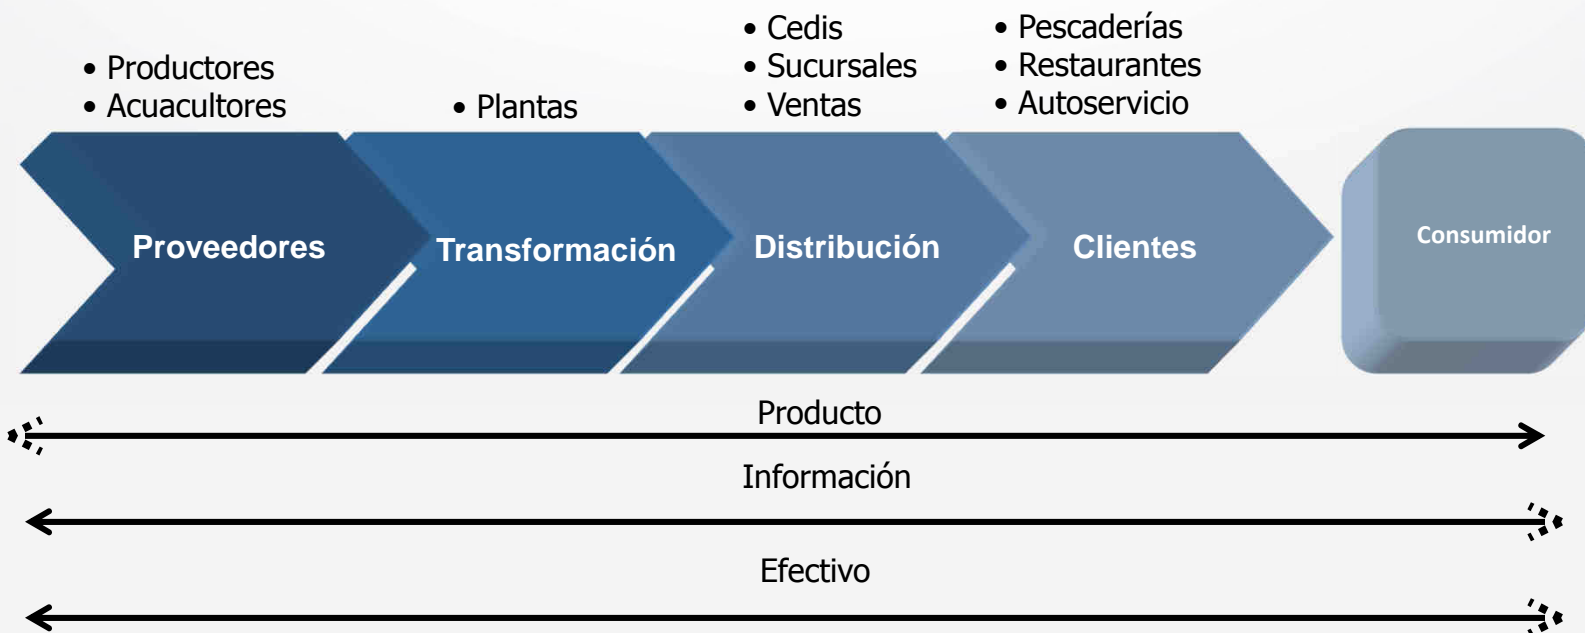 • Productores
• Acuacultores
• Plantas
• Cedis
• Sucursales
• Ventas
• Pescaderías
• Restaurantes
• Autoservicio
Proveedores
Transformación
Distribución
Clientes
Consumidor
Producto
Información
Efectivo